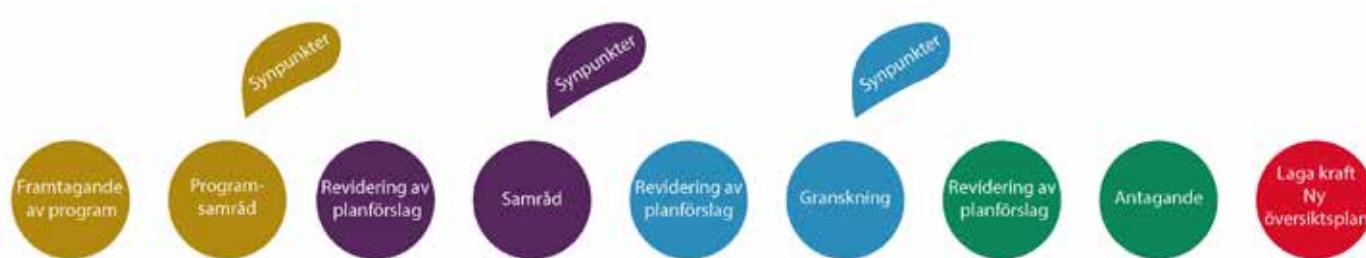 Synpunkter
Synpunkter
Synpunkter
Framtagande
av program
Program-
samråd
Revidering av
planförslag
Samråd
Revidering av
planförslag
Granskning
Revidering av
planförslag
Antagande
Laga kraft
Ny
översiktsplan